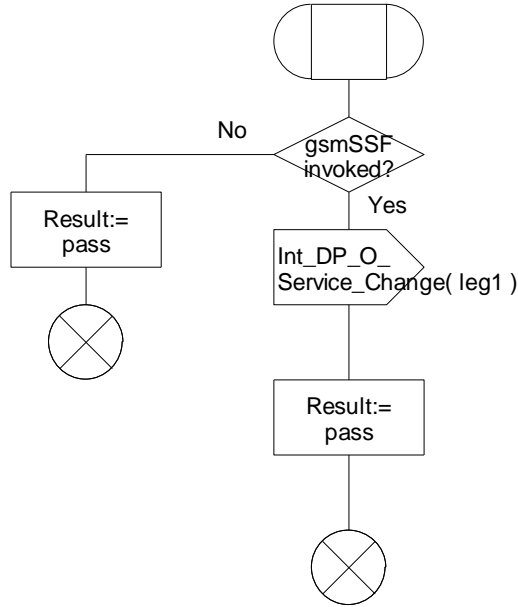 gsmSSF
invoked?
No
Yes
Result:=
pass
Int_DP_O_
Service_Change( leg1 )
Result:=
pass